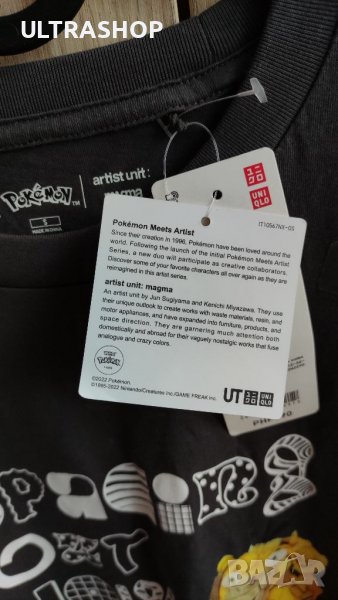 ULTRASHOP
POKÉMON
TM
artist unit :
magma
S
MADE IN CHINA
UNI
QLO
IT10567NX-05
Pokémon Meets Artist
Since their creation in 1996, Pokémon have been loved around the
world. Following the launch of the initial Pokémon Meets Artist
Series, a new duo will participate as creative collaborators.
Discover some of your favorite characters all over again as they are
reimagined in this artist series.
artist unit: magma
An artist unit by Jun Sugiyama and Kenichi Miyazawa. They use
their unique outlook to create works with waste materials, resin, and
motor appliances, and have expanded into furniture, products, and
space direction. They are garnering much attention both
domestically and abroad for their vaguely nostalgic works that fuse
analogue and crazy colors.
POKÉMON
©2022 Pokémon.
©1995-2022 Nintendo/Creatures Inc./GAME FREAK inc.
UT
UNI
QLO
BAZAR